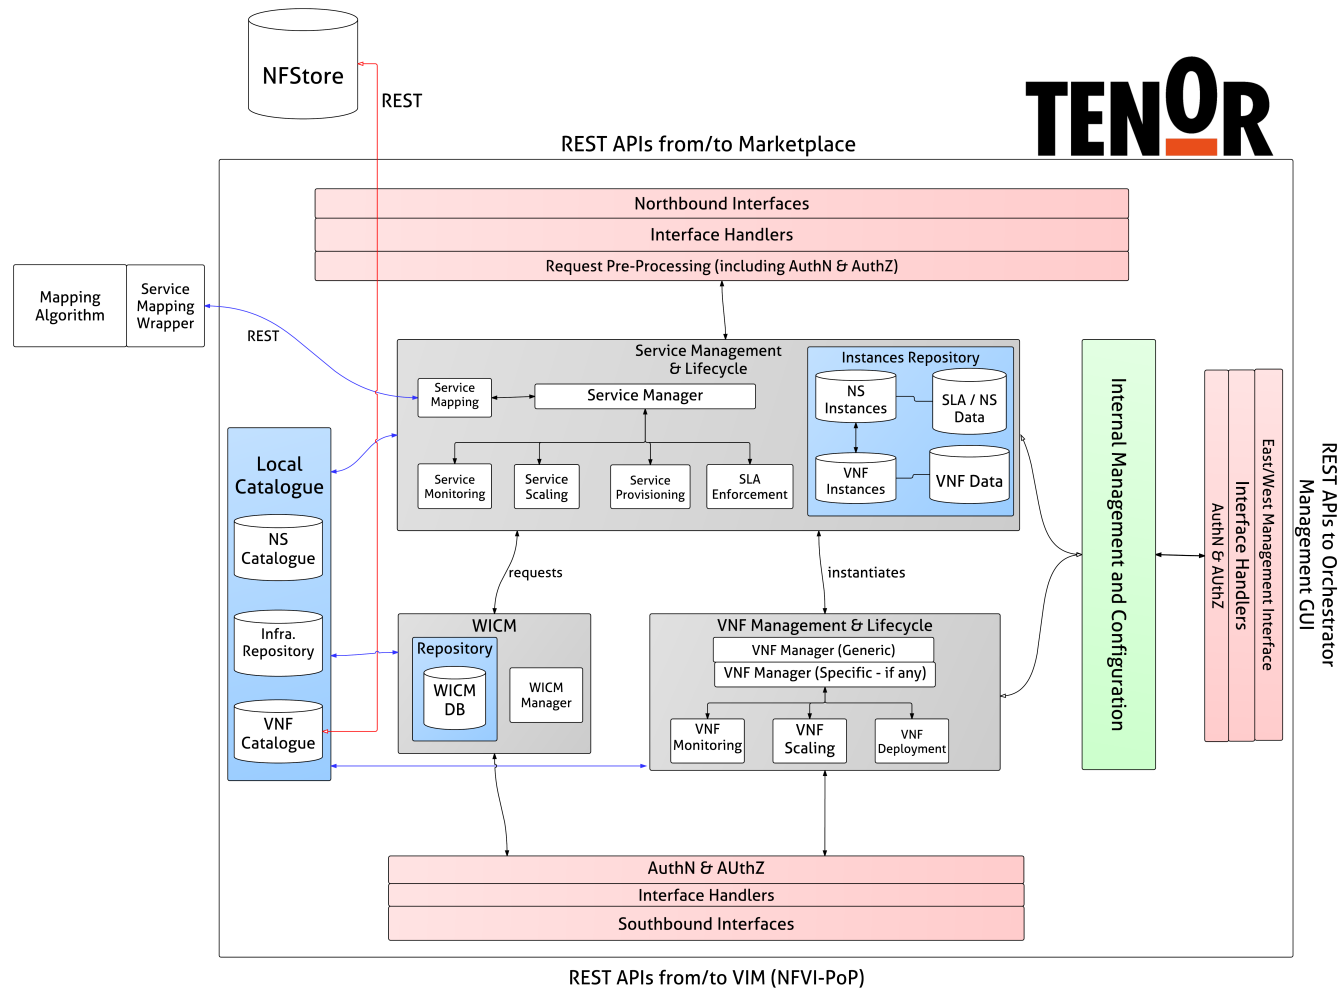 NFStore
REST
TENOR
REST APIs from/to Marketplace
Northbound Interfaces
Interface Handlers
Request Pre-Processing (including AuthN & AuthZ)
Mapping
Algorithm
Service
Mapping
Wrapper
REST
Service Management
& Lifecycle
Service
Mapping
Service Manager
Service
Monitoring
Service
Scaling
Service
Provisioning
SLA
Enforcement
Instances Repository
NS
Instances
SLA / NS
Data
VNF
Instances
VNF Data
Local
Catalogue
NS
Catalogue
Infra.
Repository
VNF
Catalogue
requests
instantiates
WICM
Repository
WICM
DB
WICM
Manager
VNF Management & Lifecycle
VNF Manager (Generic)
VNF Manager (Specific - if any)
VNF
Monitoring
VNF
Scaling
VNF
Deployment
Internal Management and Configuration
East/West Management Interface
Interface Handlers
AuthN & AUthZ
REST APIs to Orchestrator
Management GUI
AuthN & AUthZ
Interface Handlers
Southbound Interfaces
REST APIs from/to VIM (NFVI-PoP)